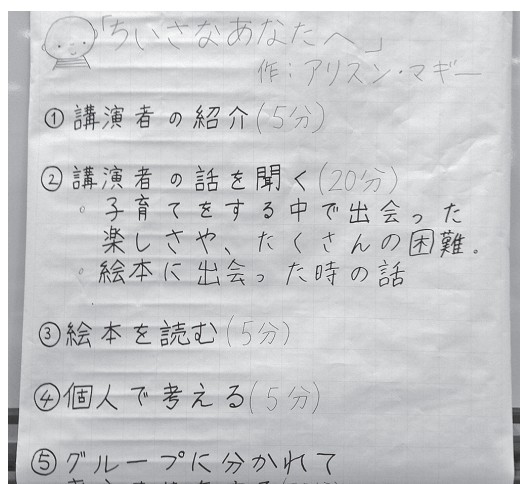 「ちいさなあなたへ」
作：アリスン・マギー
① 講演者の紹介(5分)
② 講演者の話を聞く(20分)
。子育てをする中で出会った
楽しさや、たくさんの困難。
。絵本に出会った時の話
③ 絵本を読む(5分)
④ 個人で考える(5分)
⑤ グループに分かれて